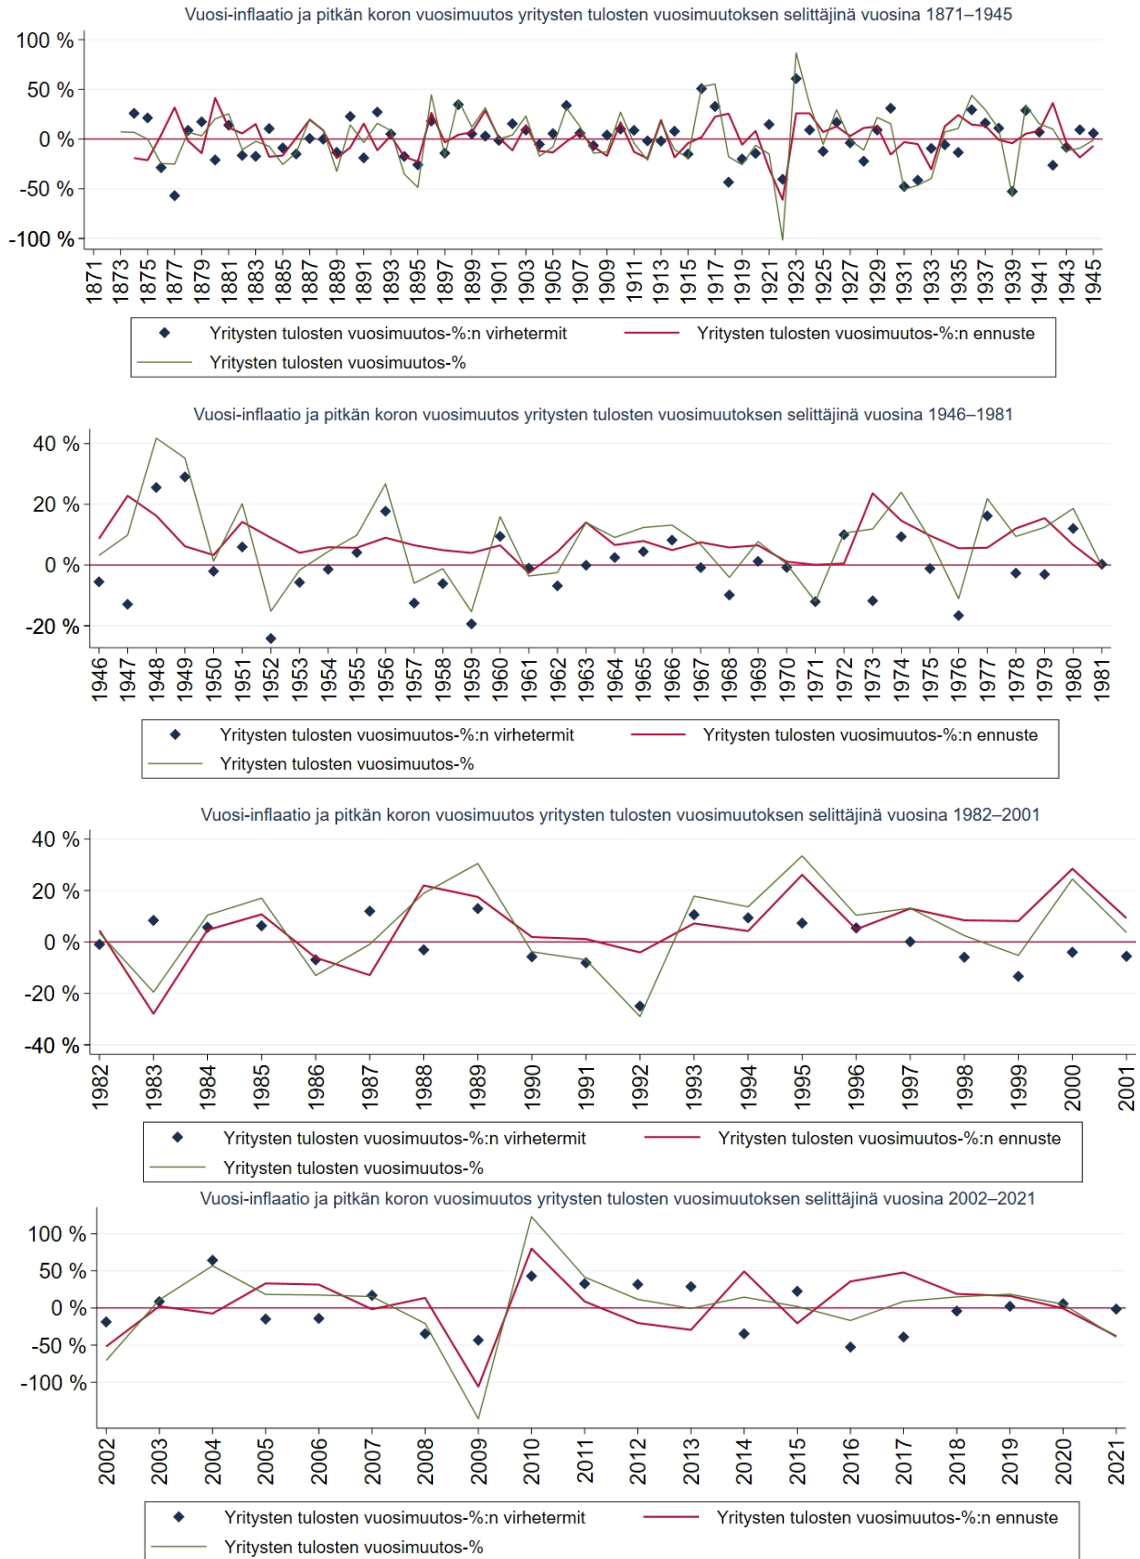 Vuosi-inflaatio ja pitkän koron vuosimuutos yritysten tulosten vuosimuutoksen selittäjinä vuosina 1871–1945
100 %
50 %
0 %
-50 %
-100 %
1871 1873 1875 1877 1879 1881 1883 1885 1887 1889 1891 1893 1895 1897 1899 1901 1903 1905 1907 1909 1911 1913 1915 1917 1919 1921 1923 1925 1927 1929 1931 1933 1935 1937 1939 1941 1943 1945
Yritysten tulosten vuosimuutos-%:n virhetermit Yritysten tulosten vuosimuutos-%:n ennuste
Yritysten tulosten vuosimuutos-%
Vuosi-inflaatio ja pitkän koron vuosimuutos yritysten tulosten vuosimuutoksen selittäjinä vuosina 1946–1981
40 %
20 %
0 %
-20 %
1946 1947 1948 1949 1950 1951 1952 1953 1954 1955 1956 1957 1958 1959 1960 1961 1962 1963 1964 1965 1966 1967 1968 1969 1970 1971 1972 1973 1974 1975 1976 1977 1978 1979 1980 1981
Yritysten tulosten vuosimuutos-%:n virhetermit Yritysten tulosten vuosimuutos-%:n ennuste
Yritysten tulosten vuosimuutos-%
Vuosi-inflaatio ja pitkän koron vuosimuutos yritysten tulosten vuosimuutoksen selittäjinä vuosina 1982–2001
40 %
20 %
0 %
-20 %
-40 %
1982 1983 1984 1985 1986 1987 1988 1989 1990 1991 1992 1993 1994 1995 1996 1997 1998 1999 2000 2001
Yritysten tulosten vuosimuutos-%:n virhetermit Yritysten tulosten vuosimuutos-%:n ennuste
Yritysten tulosten vuosimuutos-%
Vuosi-inflaatio ja pitkän koron vuosimuutos yritysten tulosten vuosimuutoksen selittäjinä vuosina 2002–2021
100 %
50 %
0 %
-50 %
-100 %
2002 2003 2004 2005 2006 2007 2008 2009 2010 2011 2012 2013 2014 2015 2016 2017 2018 2019 2020 2021
Yritysten tulosten vuosimuutos-%:n virhetermit Yritysten tulosten vuosimuutos-%:n ennuste
Yritysten tulosten vuosimuutos-%